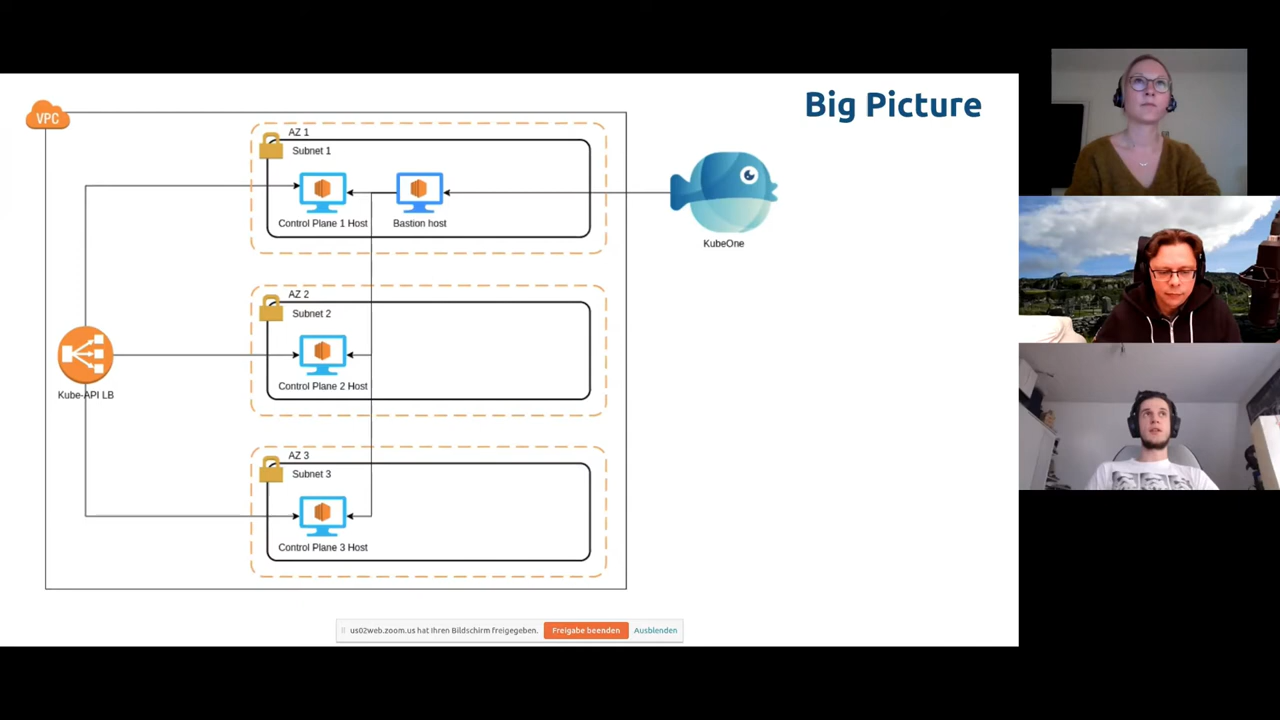 Big Picture
VPC
AZ 1
Subnet 1
Control Plane 1 Host
Bastion host
KubeOne
AZ 2
Subnet 2
Control Plane 2 Host
Kube-API LB
AZ 3
Subnet 3
Control Plane 3 Host
us02web.zoom.us hat Ihren Bildschirm freigegeben. Freigabe beenden Ausblenden